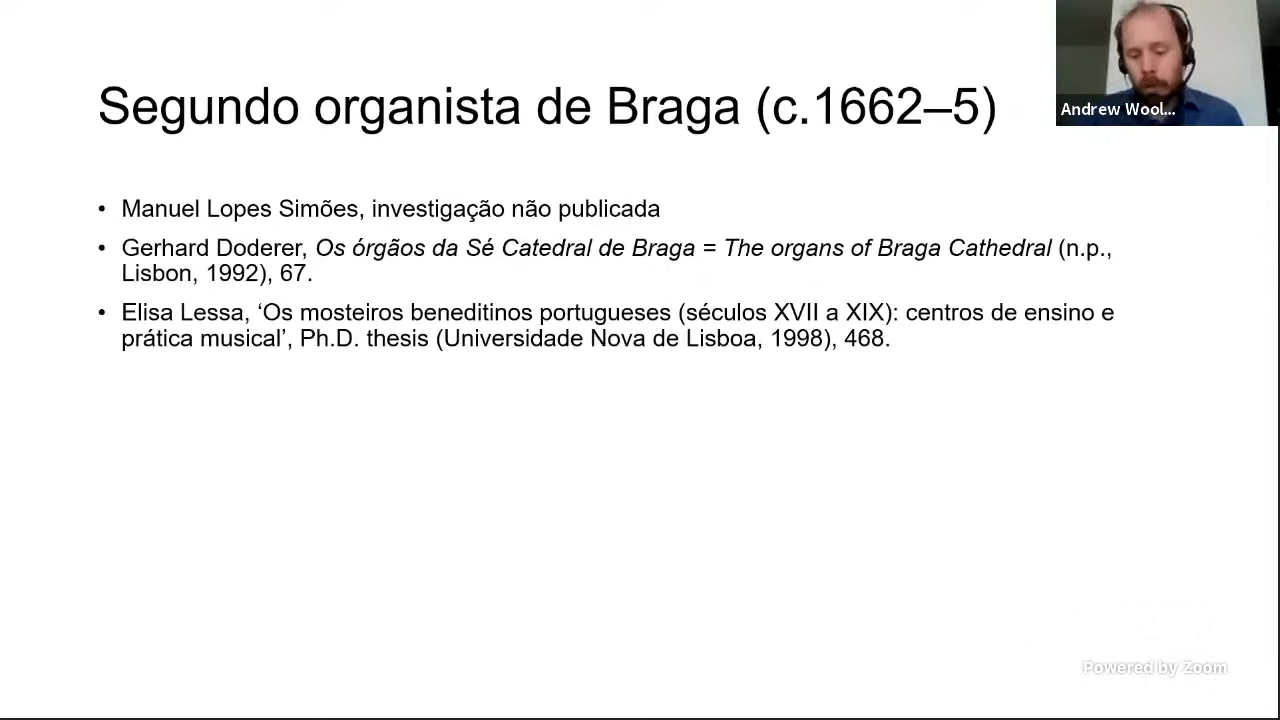 Segundo organista de Braga (c.1662–5)
Andrew Wool...
• Manuel Lopes Simões, investigação não publicada
• Gerhard Doderer, Os órgãos da Sé Catedral de Braga = The organs of Braga Cathedral (n.p.,
Lisbon, 1992), 67.
• Elisa Lessa, ‘Os mosteiros beneditinos portugueses (séculos XVII a XIX): centros de ensino e
prática musical’, Ph.D. thesis (Universidade Nova de Lisboa, 1998), 468.
Powered by Zoom